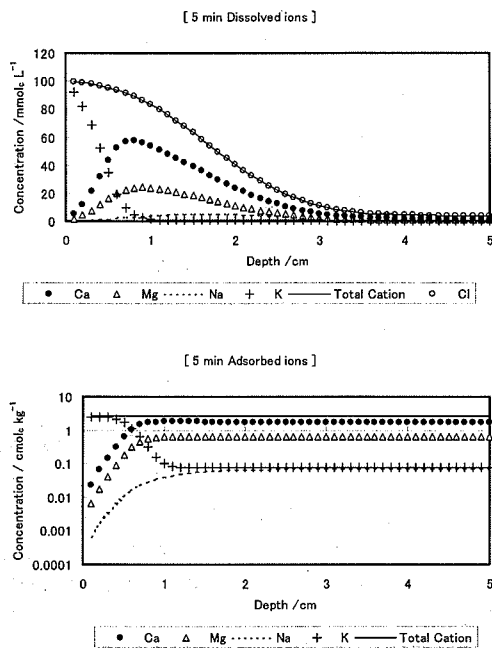 [ 5 min Dissolved ions ]
Concentration /mmolc L-1
120
100
80
60
40
20
0
0 1 2 3 4 5
Depth /cm
● Ca △ Mg ------ Na + K —— Total Cation ○ Cl
[ 5 min Adsorbed ions ]
Concentration / cmolc kg-1
10
1
0.1
0.01
0.001
0.0001
0 1 2 3 4 5
Depth /cm
● Ca △ Mg ------ Na + K —— Total Cation